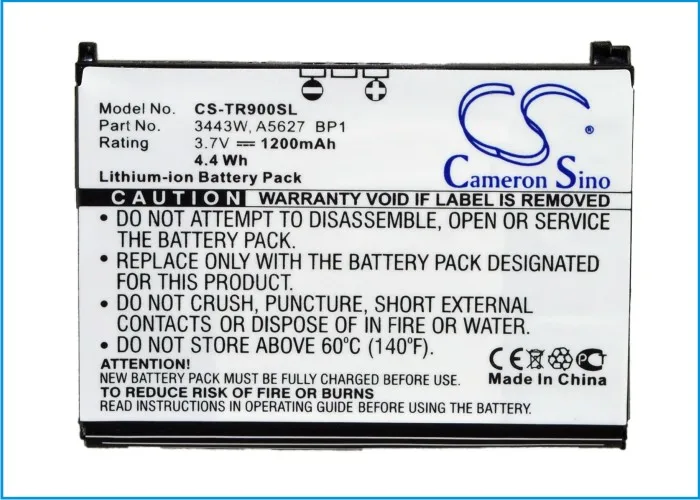 Model No. CS-TR900SL
Part No. 3443W, A5627 BP1
Rating 3.7V 1200mAh
4.4 Wh
Lithium-ion Battery Pack
CS
Cameron Sino
CAUTION WARRANTY VOID IF LABEL IS REMOVED
• DO NOT ATTEMPT TO DISASSEMBLE, OPEN OR SERVICE
THE BATTERY PACK.
• REPLACE ONLY WITH THE BATTERY PACK DESIGNATED
FOR THIS PRODUCT.
• DO NOT CRUSH, PUNCTURE, SHORT EXTERNAL
CONTACTS OR DISPOSE OF IN FIRE OR WATER.
• DO NOT STORE ABOVE 60°C (140°F).
ATTENTION!
NEW BATTERY PACK MUST BE FULLY CHARGED BEFORE USE.
TO REDUCE RISK OF FIRE OR BURNS
READ INSTRUCTIONS IN OPERATING GUIDE BEFORE USING THE BATTERY.
CE
Made In China